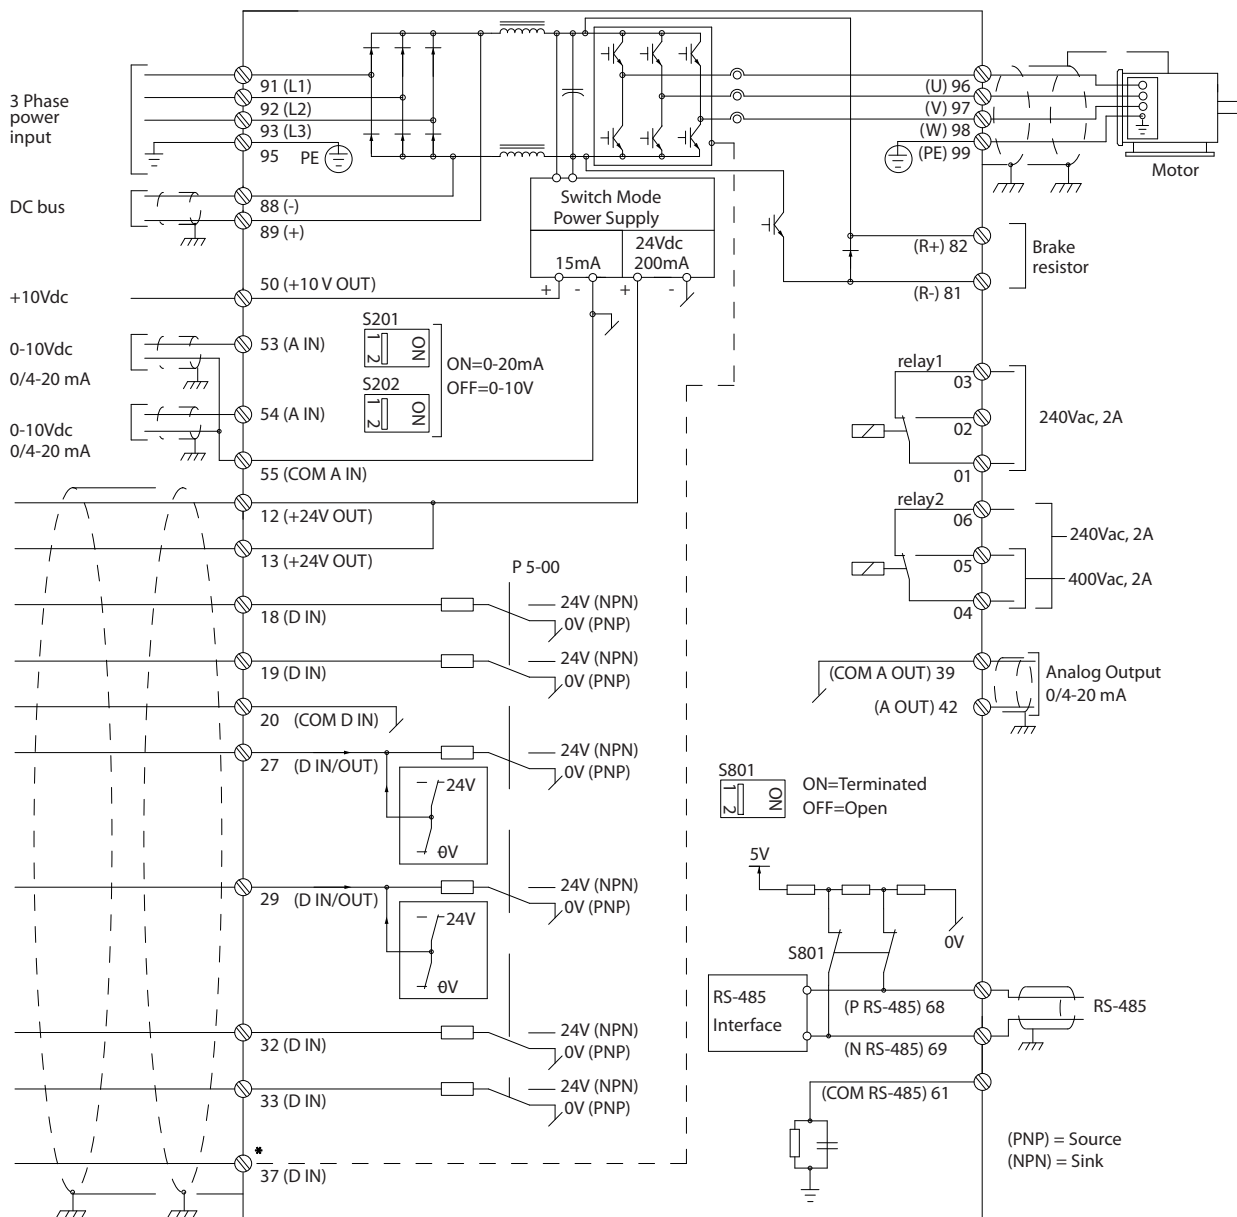 3 Phase
power
input
91 (L1)
92 (L2)
93 (L3)
95
PE
DC bus
88 (-)
89 (+)
+10Vdc
50 (+10 V OUT)
0-10Vdc
0/4-20 mA
53 (A IN)
0-10Vdc
0/4-20 mA
54 (A IN)
55 (COM A IN)
12 (+24V OUT)
13 (+24V OUT)
18 (D IN)
19 (D IN)
20 (COM D IN)
27 (D IN/OUT)
24V
0V
29 (D IN/OUT)
24V
0V
32 (D IN)
33 (D IN)
*
37 (D IN)
S201
1 2
ON
S202
1 2
ON
ON=0-20mA
OFF=0-10V
P 5-00
24V (NPN)
0V (PNP)
24V (NPN)
0V (PNP)
24V (NPN)
0V (PNP)
24V (NPN)
0V (PNP)
24V (NPN)
0V (PNP)
24V (NPN)
0V (PNP)
Switch Mode
Power Supply
15mA
24Vdc
200mA
+ - + -
(U) 96
(V) 97
(W) 98
(PE) 99
Motor
(R+) 82
(R-) 81
Brake
resistor
relay1
03
02
01
240Vac, 2A
relay2
06
05
04
240Vac, 2A
400Vac, 2A
(COM A OUT) 39
(A OUT) 42
Analog Output
0/4-20 mA
S801
1 2
ON
ON=Terminated
OFF=Open
5V
0V
S801
RS-485
Interface
(P RS-485) 68
(N RS-485) 69
(COM RS-485) 61
RS-485
(PNP) = Source
(NPN) = Sink